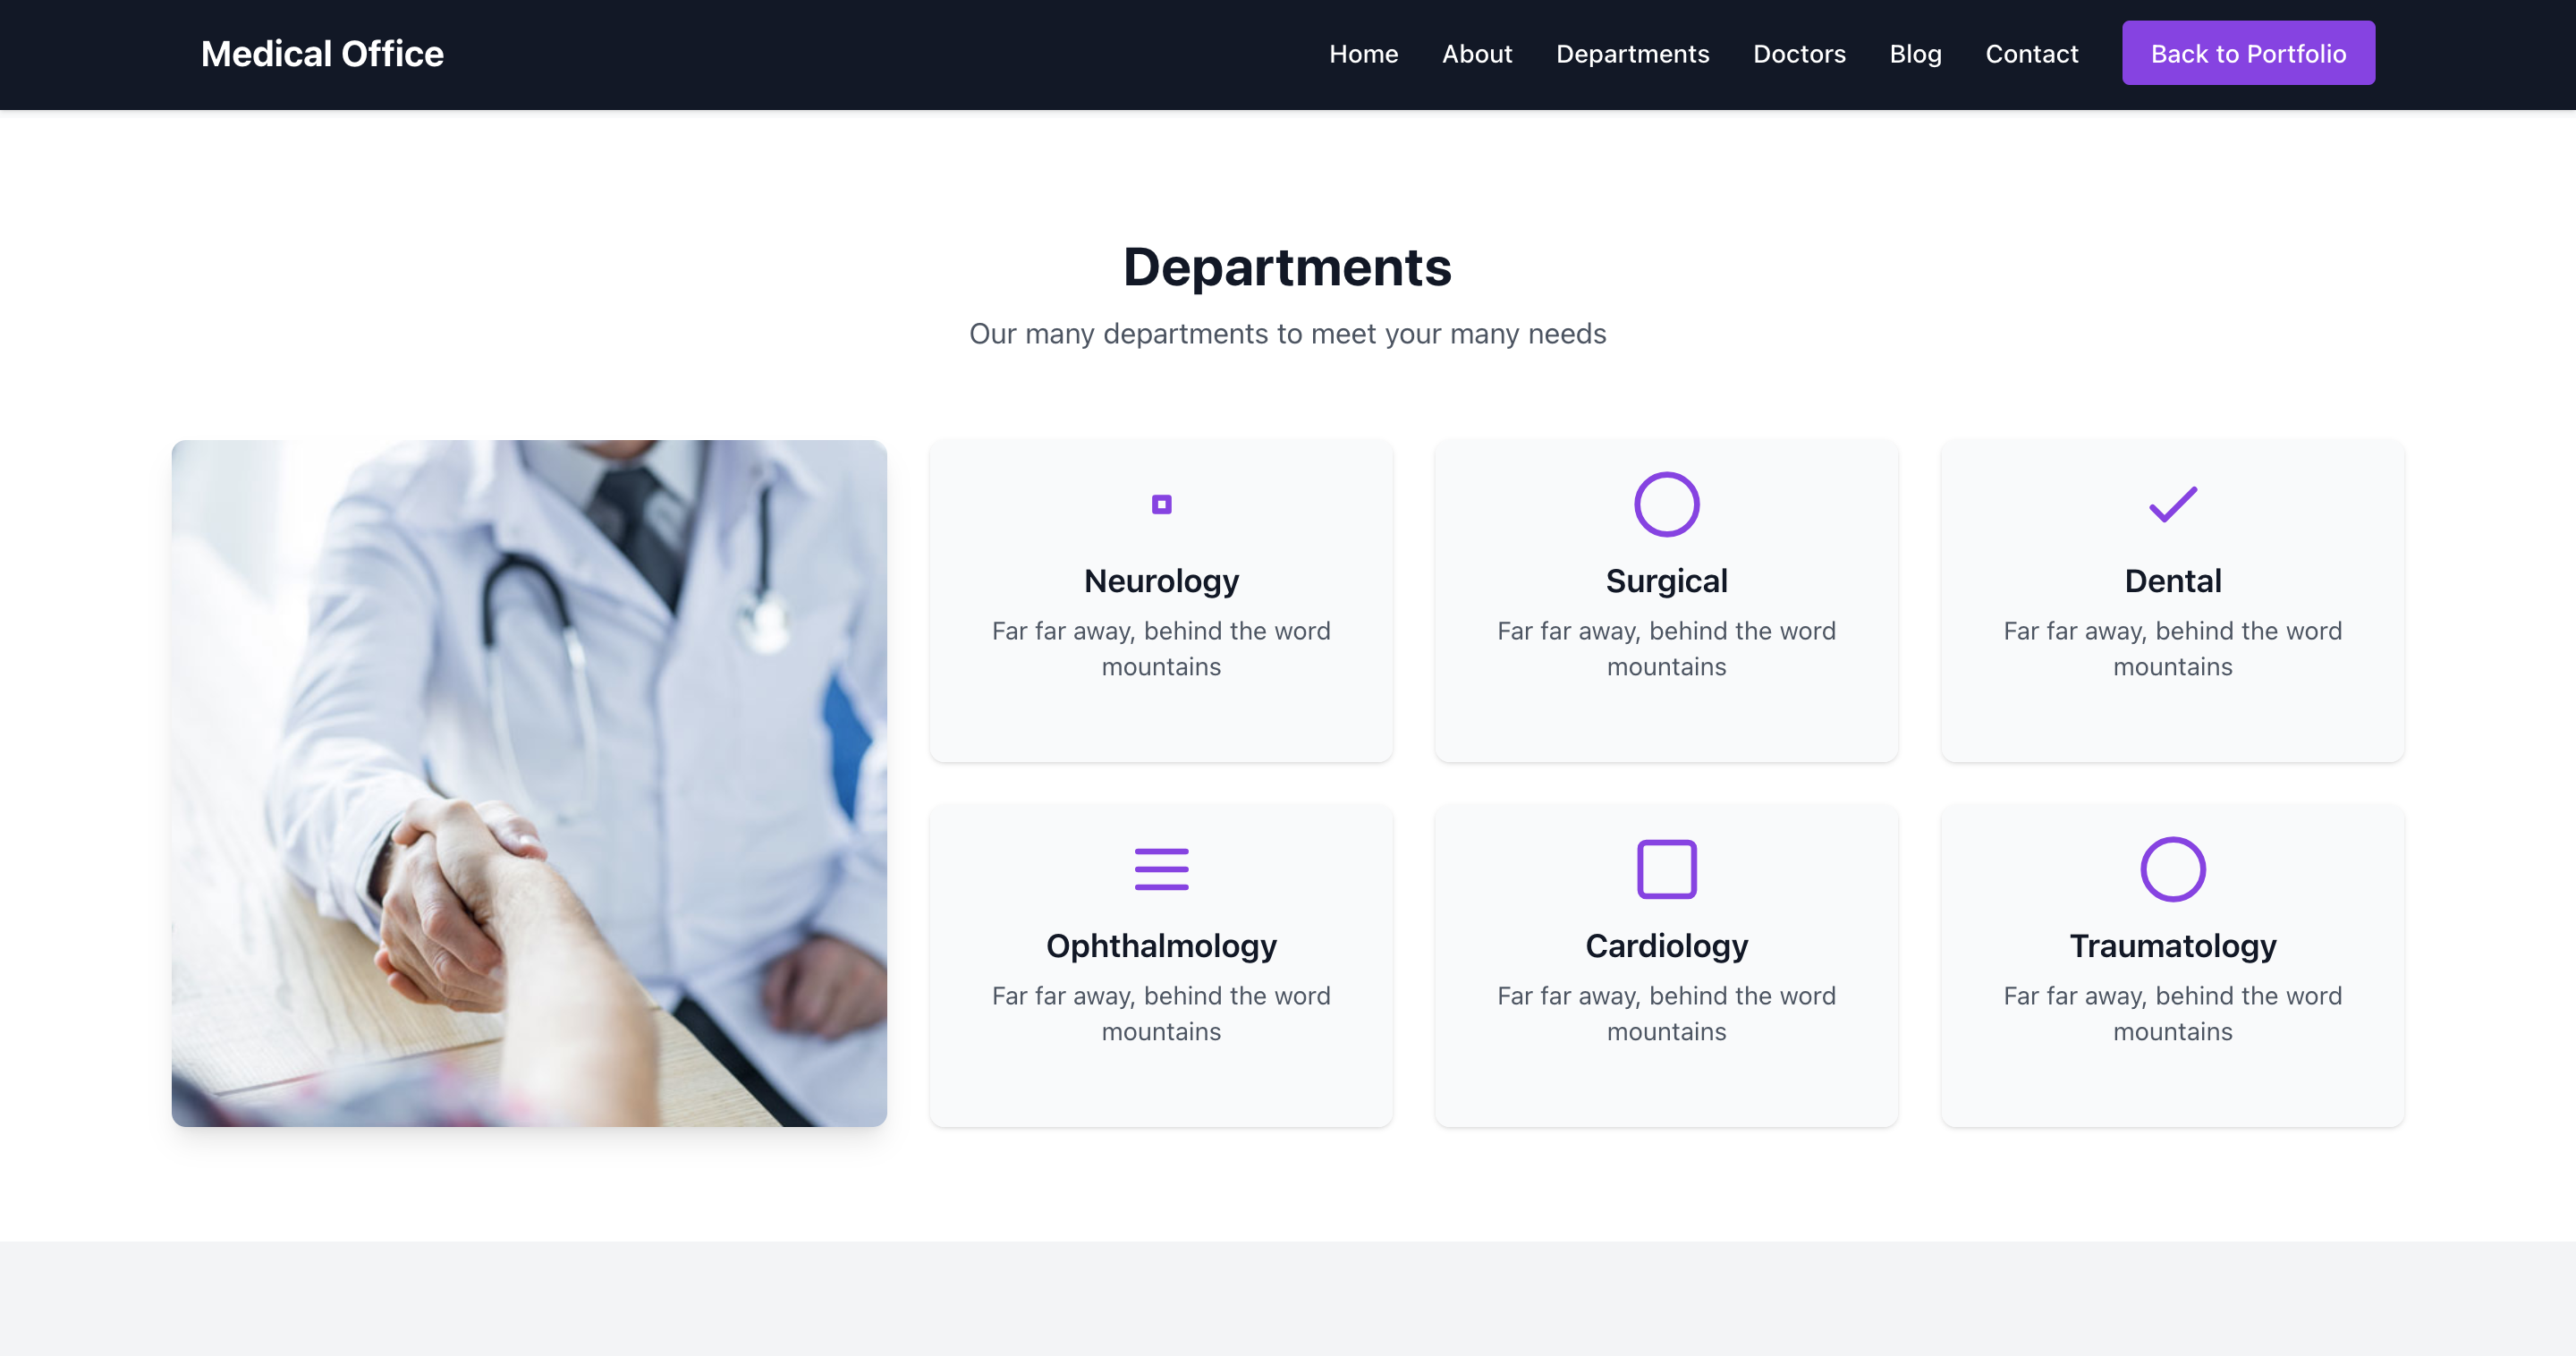 Medical Office
Home
About
Departments
Doctors
Blog
Contact
Back to Portfolio
Departments
Our many departments to meet your many needs
Neurology
Far far away, behind the word
mountains
Surgical
Far far away, behind the word
mountains
Dental
Far far away, behind the word
mountains
Ophthalmology
Far far away, behind the word
mountains
Cardiology
Far far away, behind the word
mountains
Traumatology
Far far away, behind the word
mountains